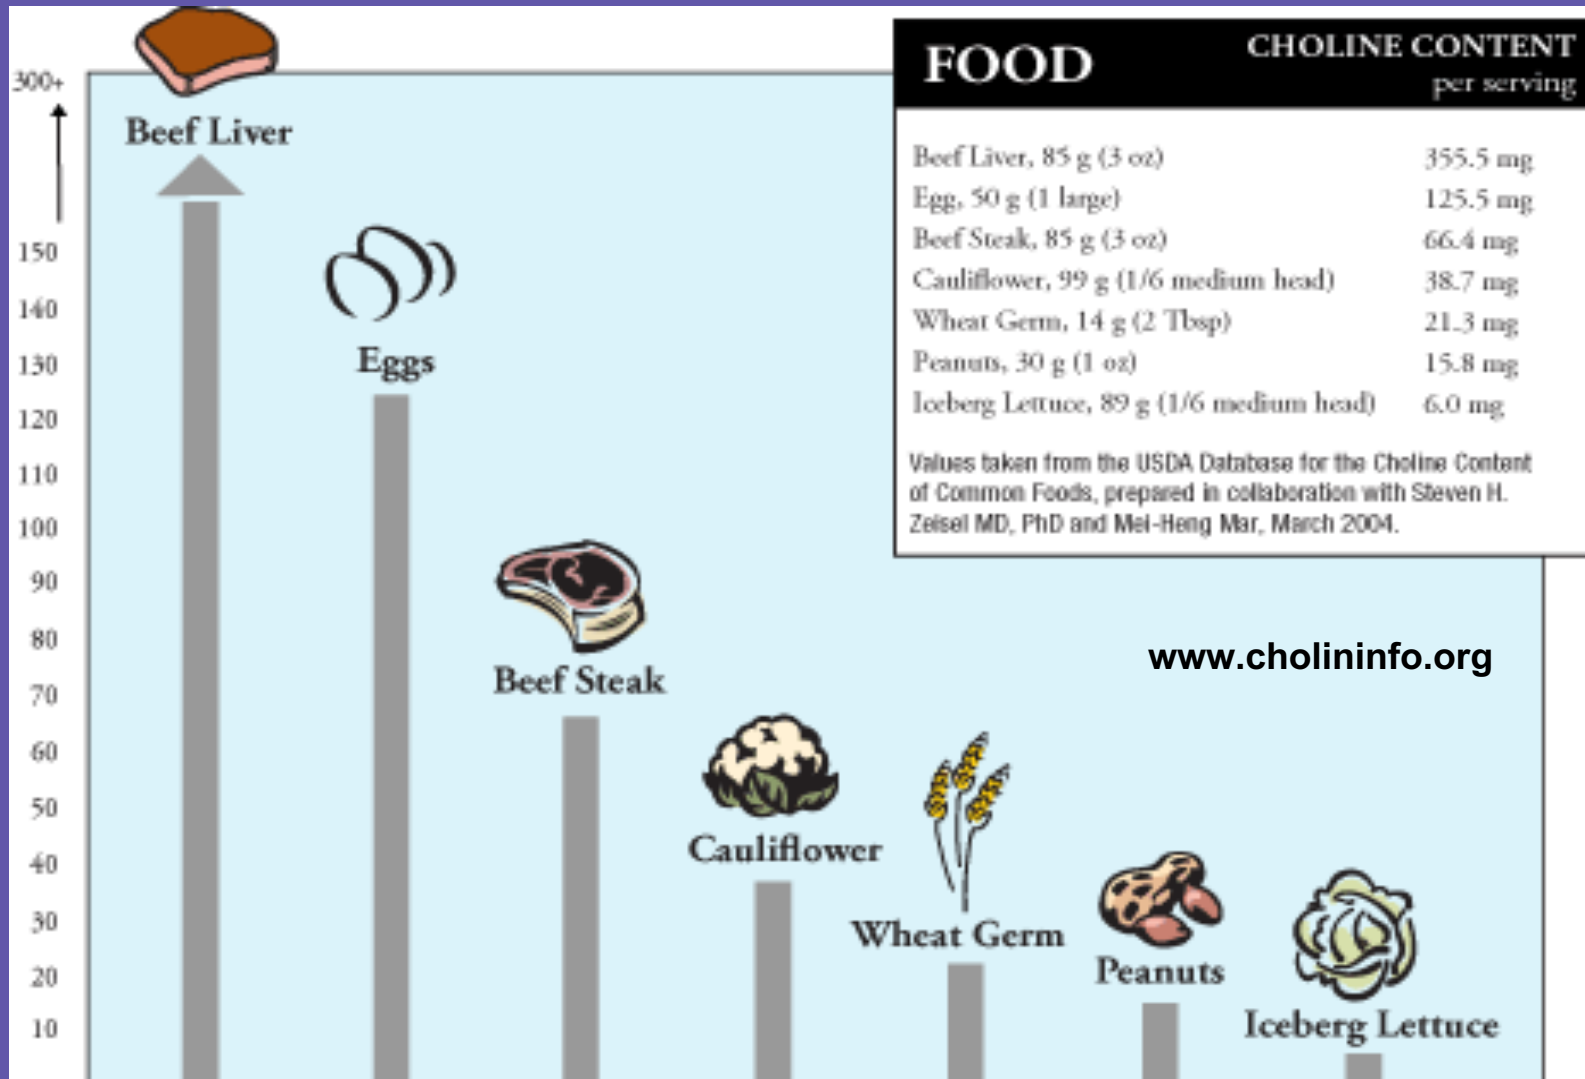 FOOD
CHOLINE CONTENT
per serving
Beef Liver, 85 g (3 oz) 355.5 mg
Egg, 50 g (1 large) 125.5 mg
Beef Steak, 85 g (3 oz) 66.4 mg
Cauliflower, 99 g (1/6 medium head) 38.7 mg
Wheat Germ, 14 g (2 Tbsp) 21.3 mg
Peanuts, 30 g (1 oz) 15.8 mg
Iceberg Lettuce, 89 g (1/6 medium head) 6.0 mg
Values taken from the USDA Database for the Choline Content
of Common Foods, prepared in collaboration with Steven H.
Zeisel MD, PhD and Mei-Heng Mar, March 2004.
www.cholininfo.org
300+
150
140
130
120
110
100
90
80
70
60
50
40
30
20
10
Beef Liver
Eggs
Beef Steak
Cauliflower
Wheat Germ
Peanuts
Iceberg Lettuce